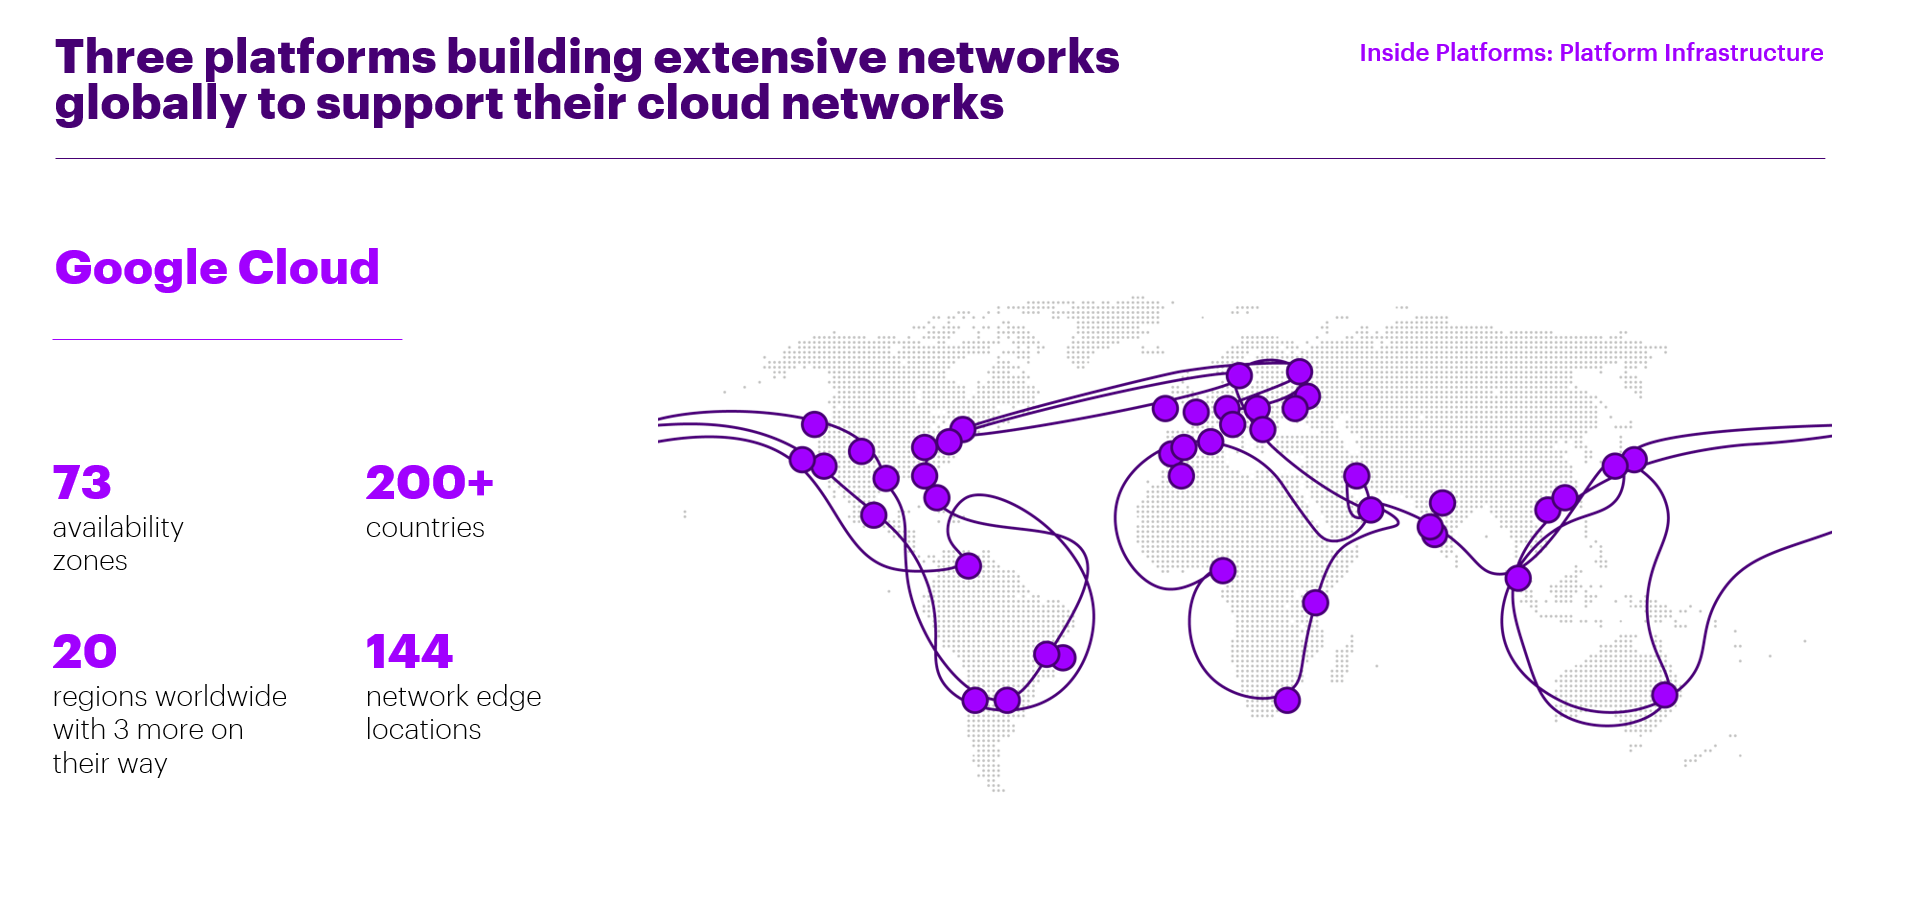 Three platforms building extensive networks
globally to support their cloud networks
Inside Platforms: Platform Infrastructure
Google Cloud
73
availability
zones
200+
countries
20
regions worldwide
with 3 more on
their way
144
network edge
locations